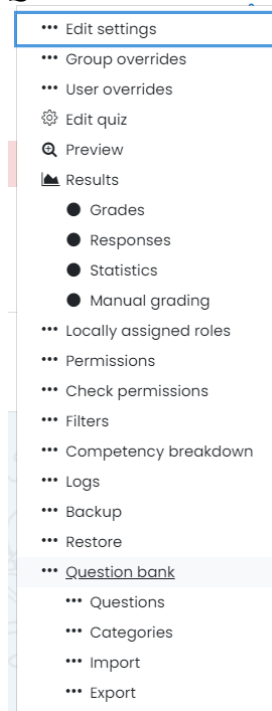 Edit settings
Group overrides
User overrides
Edit quiz
Preview
Results
Grades
Responses
Statistics
Manual grading
Locally assigned roles
Permissions
Check permissions
Filters
Competency breakdown
Logs
Backup
Restore
Question bank
Questions
Categories
Import
Export